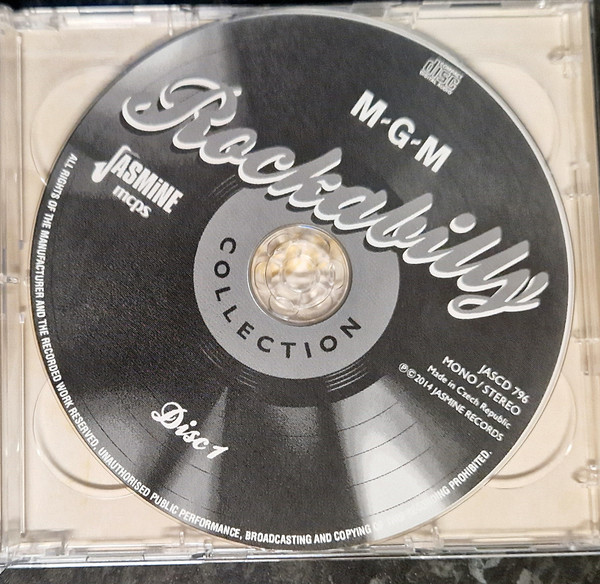 disc
M-G-M
Rockabilly
COLLECTION
JASMINE
mcps
JASCD 796
MONO / STEREO
Made in Czech Republic
℗©2014 JASMINE RECORDS
Disc 1
ALL RIGHTS OF THE MANUFACTURER AND THE RECORDED WORK RESERVED. UNAUTHORISED PUBLIC PERFORMANCE, BROADCASTING AND COPYING PROHIBITED.